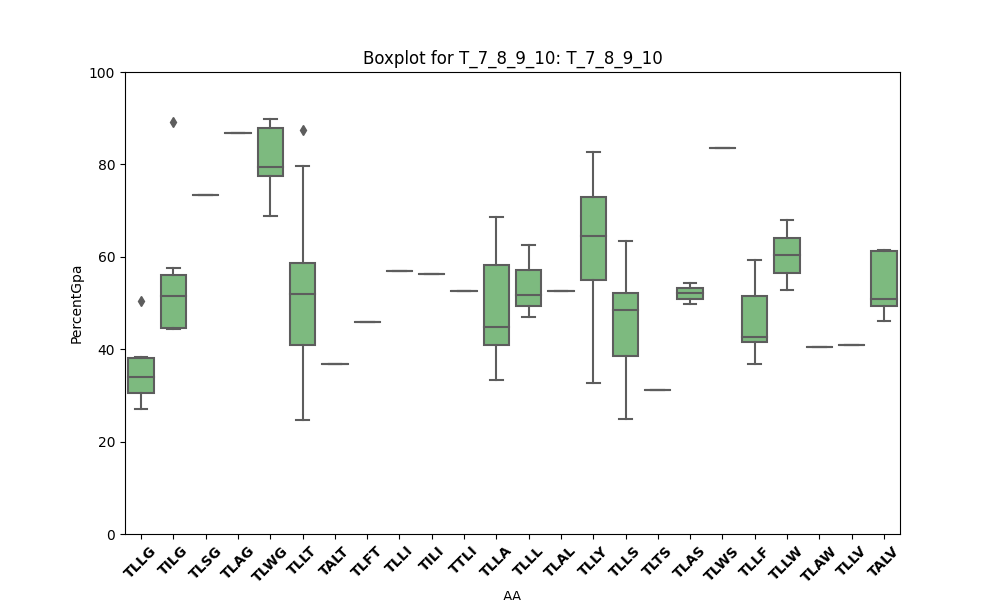 Boxplot for T_7_8_9_10: T_7_8_9_10
PercentGpa
100
80
60
40
20
0
TLLG TILG TLSG TLAG TLWG TLLT TALT TLFT TLLI TILI TTLI TLLA TLLL TLAL TLLY TLLS TLTS TLAS TLWS TLLF TLLW TLAW TLLV TALV
AA